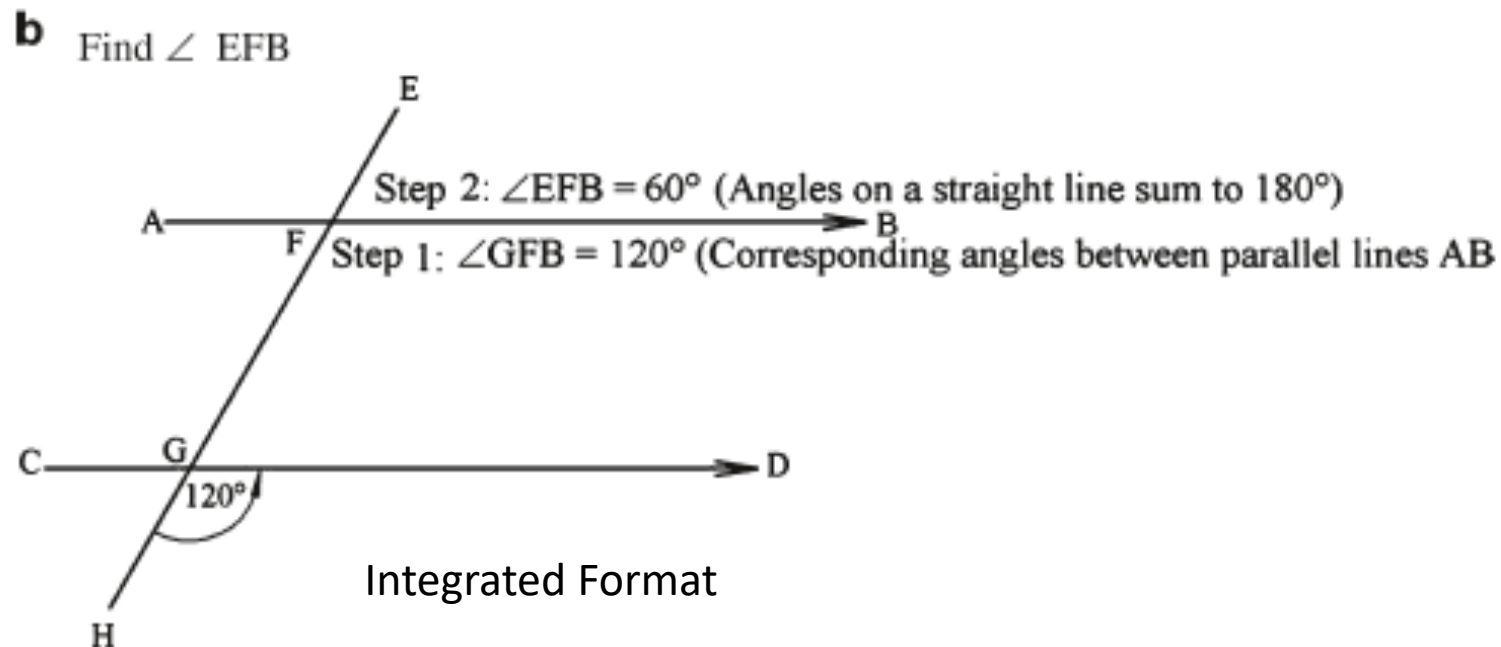 b Find ∠ EFB
E
Step 2: ∠EFB = 60° (Angles on a straight line sum to 180°)
A
B
F
Step 1: ∠GFB = 120° (Corresponding angles between parallel lines AB
G
C
D
120°
Integrated Format
H